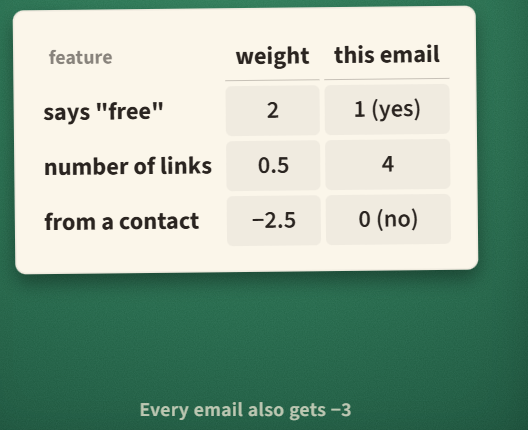 feature weight this email
says "free" 2 1 (yes)
number of links 0.5 4
from a contact −2.5 0 (no)
Every email also gets −3